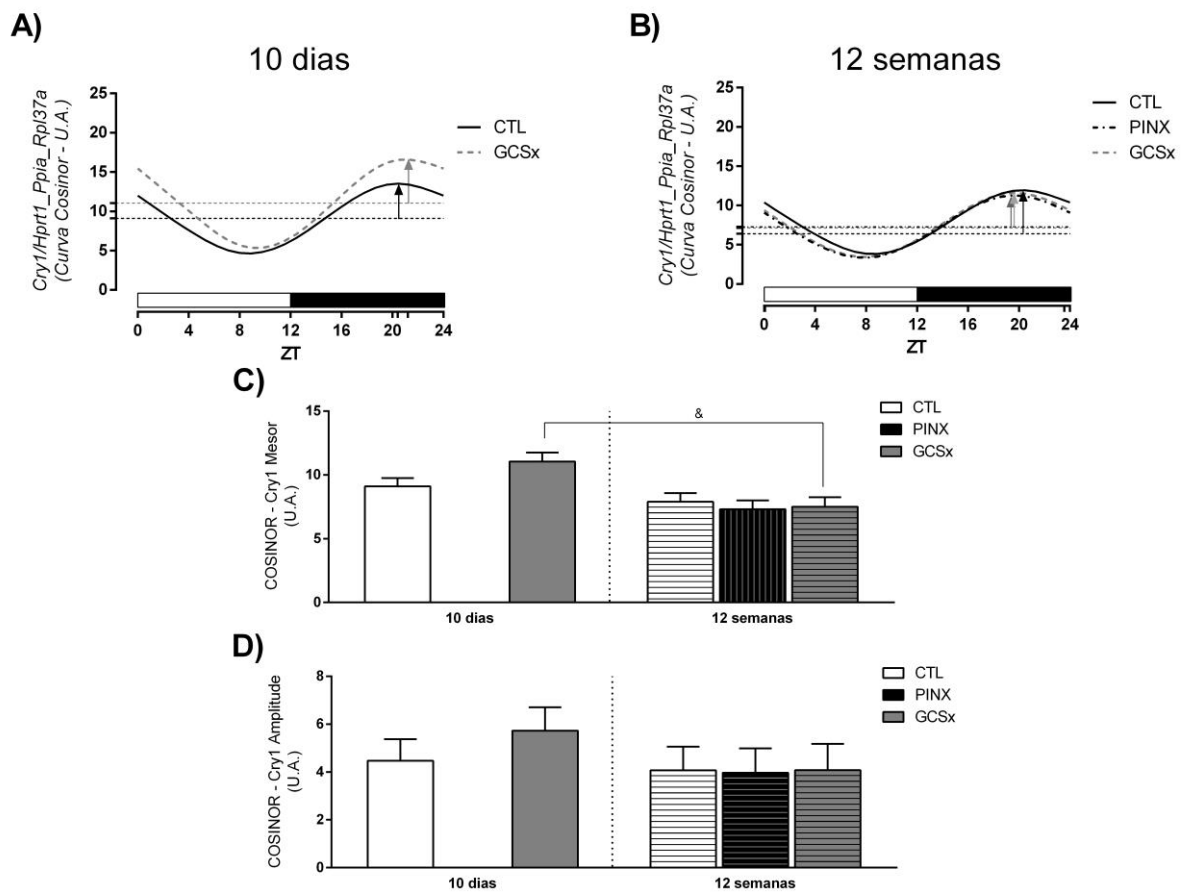 A)
10 dias
Cry1/Hprt1_Ppia_Rpl37a
(Curva Cosinor - U.A.)
25
20
15
10
5
0
0 4 8 12 16 20 24
ZT
CTL
GCSx
B)
12 semanas
Cry1/Hprt1_Ppia_Rpl37a
(Curva Cosinor - U.A.)
25
20
15
10
5
0
0 4 8 12 16 20 24
ZT
CTL
PINX
GCSx
C)
COSINOR - Cry1 Mesor
(U.A.)
15
10
5
0
&
10 dias
12 semanas
CTL
PINX
GCSx
D)
COSINOR - Cry1 Amplitude
(U.A.)
8
6
4
2
0
10 dias
12 semanas
CTL
PINX
GCSx